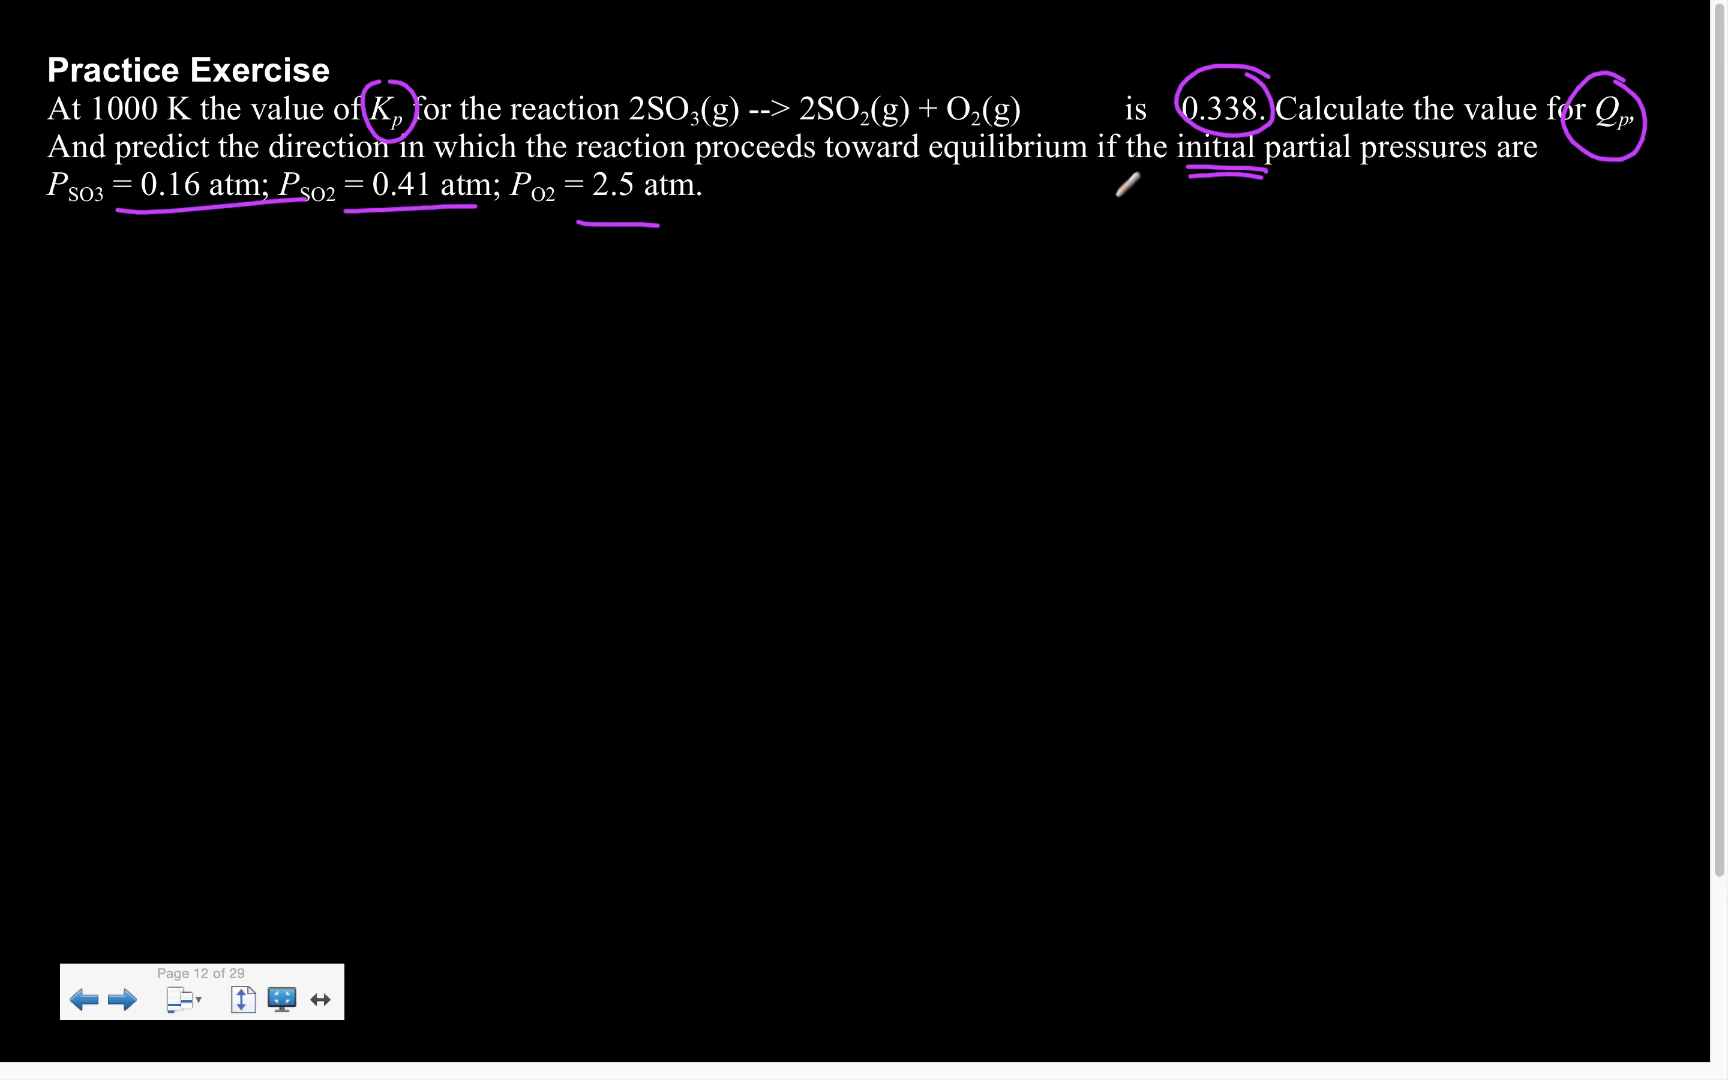 Practice Exercise
At 1000 K the value of Kp for the reaction 2SO3(g) --> 2SO2(g) + O2(g) is 0.338. Calculate the value for Qp,
And predict the direction in which the reaction proceeds toward equilibrium if the initial partial pressures are
PSO3 = 0.16 atm; PSO2 = 0.41 atm; PO2 = 2.5 atm.
Page 12 of 29